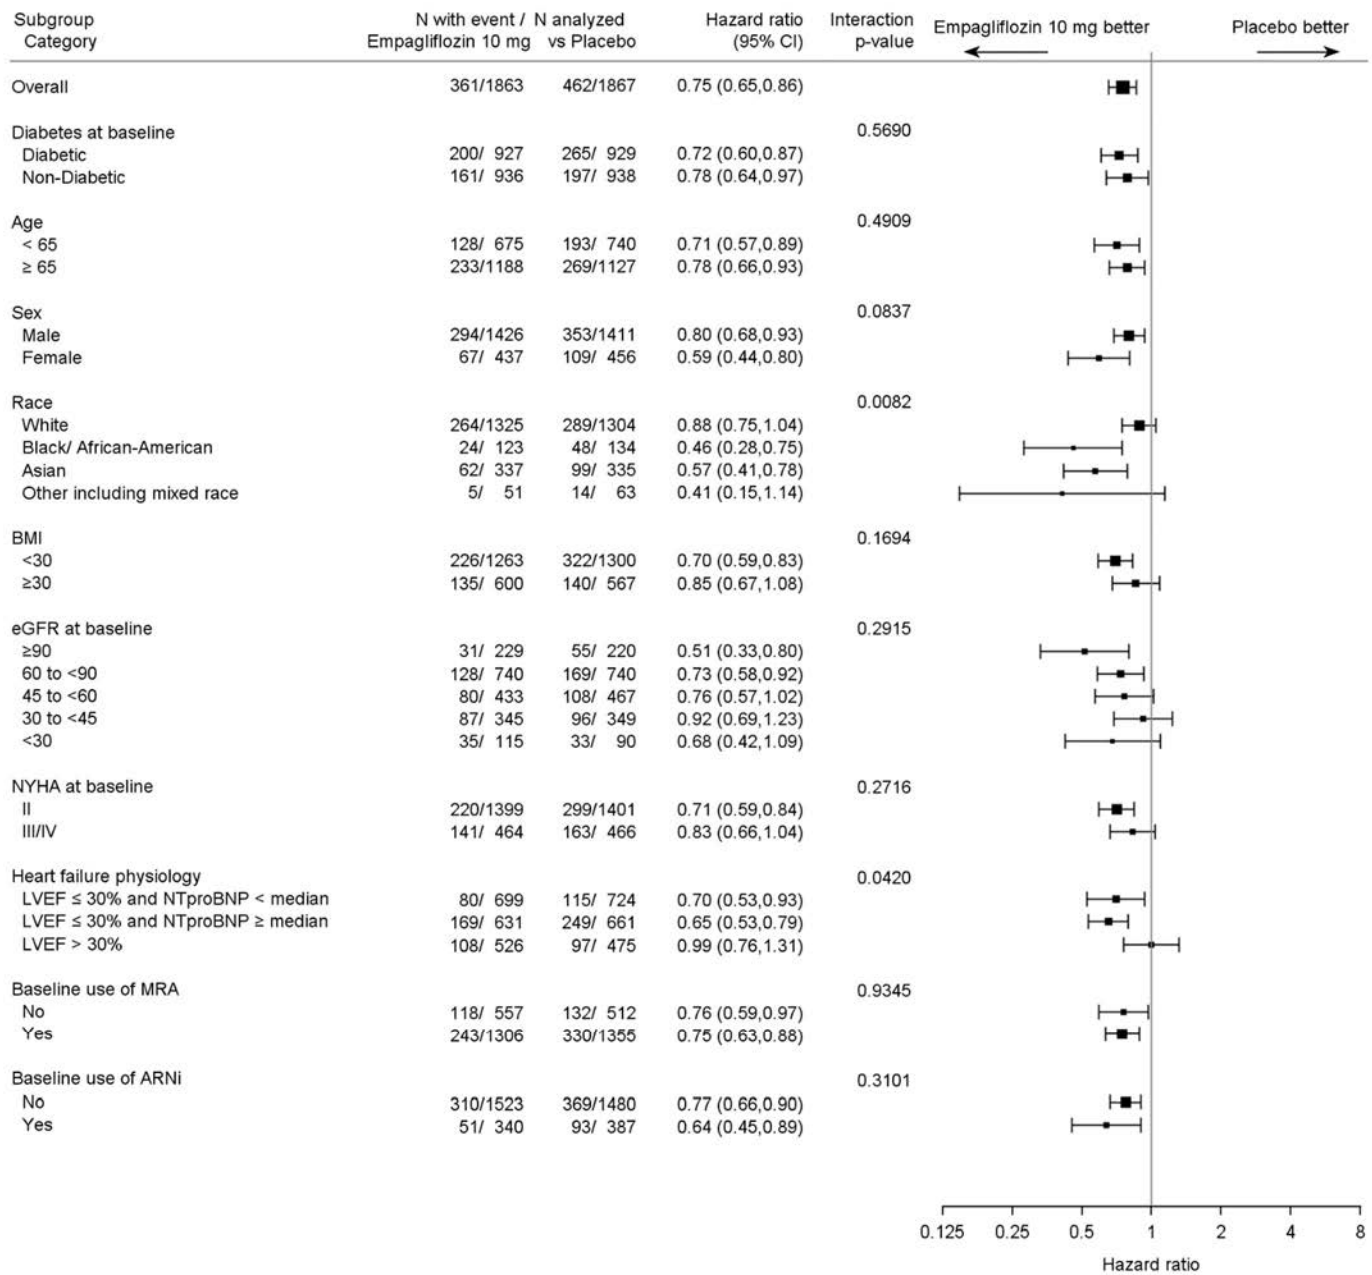 Subgroup N with event / N analyzed Hazard ratio Interaction Empagliflozin 10 mg better Placebo better
Category Empagliflozin 10 mg vs Placebo (95% CI) p-value
Overall 361/1863 462/1867 0.75 (0.65,0.86)
Diabetes at baseline 0.5690
Diabetic 200/ 927 265/ 929 0.72 (0.60,0.87)
Non-Diabetic 161/ 936 197/ 938 0.78 (0.64,0.97)
Age 0.4909
< 65 128/ 675 193/ 740 0.71 (0.57,0.89)
≥ 65 233/1188 269/1127 0.78 (0.66,0.93)
Sex 0.0837
Male 294/1426 353/1411 0.80 (0.68,0.93)
Female 67/ 437 109/ 456 0.59 (0.44,0.80)
Race 0.0082
White 264/1325 289/1304 0.88 (0.75,1.04)
Black/ African-American 24/ 123 48/ 134 0.46 (0.28,0.75)
Asian 62/ 337 99/ 335 0.57 (0.41,0.78)
Other including mixed race 5/ 51 14/ 63 0.41 (0.15,1.14)
BMI 0.1694
<30 226/1263 322/1300 0.70 (0.59,0.83)
≥30 135/ 600 140/ 567 0.85 (0.67,1.08)
eGFR at baseline 0.2915
≥90 31/ 229 55/ 220 0.51 (0.33,0.80)
60 to <90 128/ 740 169/ 740 0.73 (0.58,0.92)
45 to <60 80/ 433 108/ 467 0.76 (0.57,1.02)
30 to <45 87/ 345 96/ 349 0.92 (0.69,1.23)
<30 35/ 115 33/ 90 0.68 (0.42,1.09)
NYHA at baseline 0.2716
II 220/1399 299/1401 0.71 (0.59,0.84)
III/IV 141/ 464 163/ 466 0.83 (0.66,1.04)
Heart failure physiology 0.0420
LVEF ≤ 30% and NTproBNP < median 80/ 699 115/ 724 0.70 (0.53,0.93)
LVEF ≤ 30% and NTproBNP ≥ median 169/ 631 249/ 661 0.65 (0.53,0.79)
LVEF > 30% 108/ 526 97/ 475 0.99 (0.76,1.31)
Baseline use of MRA 0.9345
No 118/ 557 132/ 512 0.76 (0.59,0.97)
Yes 243/1306 330/1355 0.75 (0.63,0.88)
Baseline use of ARNi 0.3101
No 310/1523 369/1480 0.77 (0.66,0.90)
Yes 51/ 340 93/ 387 0.64 (0.45,0.89)
0.125 0.25 0.5 1 2 4 8
Hazard ratio